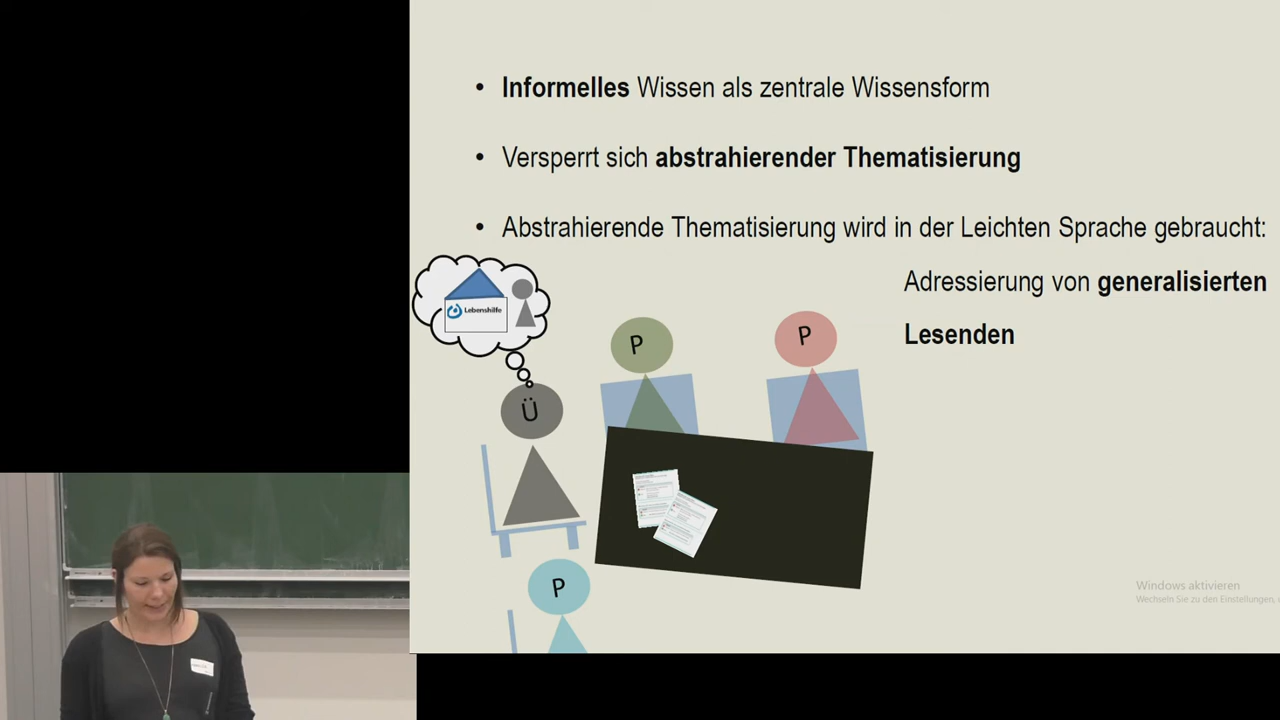 • Informelles Wissen als zentrale Wissensform
• Versperrt sich abstrahierender Thematisierung
• Abstrahierende Thematisierung wird in der Leichten Sprache gebraucht:
Adressierung von generalisierten
Lesenden
Lebenshilfe
P
P
Ü
P
Windows aktivieren
Wechseln Sie zu den Einstellungen,